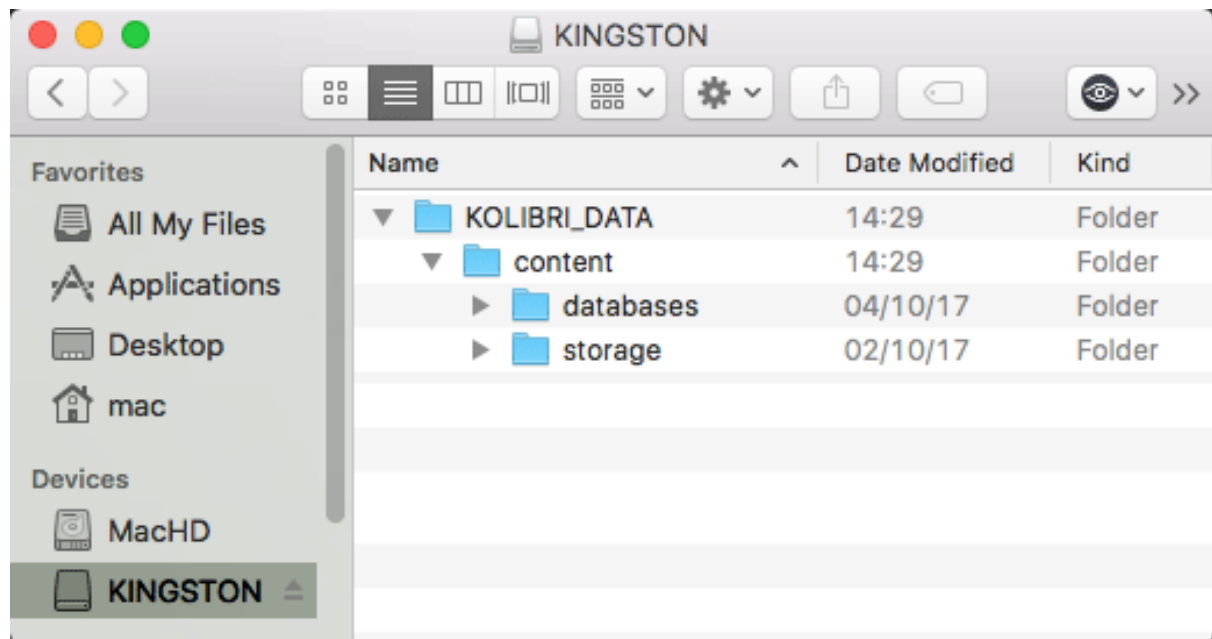 KINGSTON
Favorites
All My Files
Applications
Desktop
mac
Devices
MacHD
KINGSTON
Name Date Modified Kind
KOLIBRI_DATA 14:29 Folder
content 14:29 Folder
databases 04/10/17 Folder
storage 02/10/17 Folder